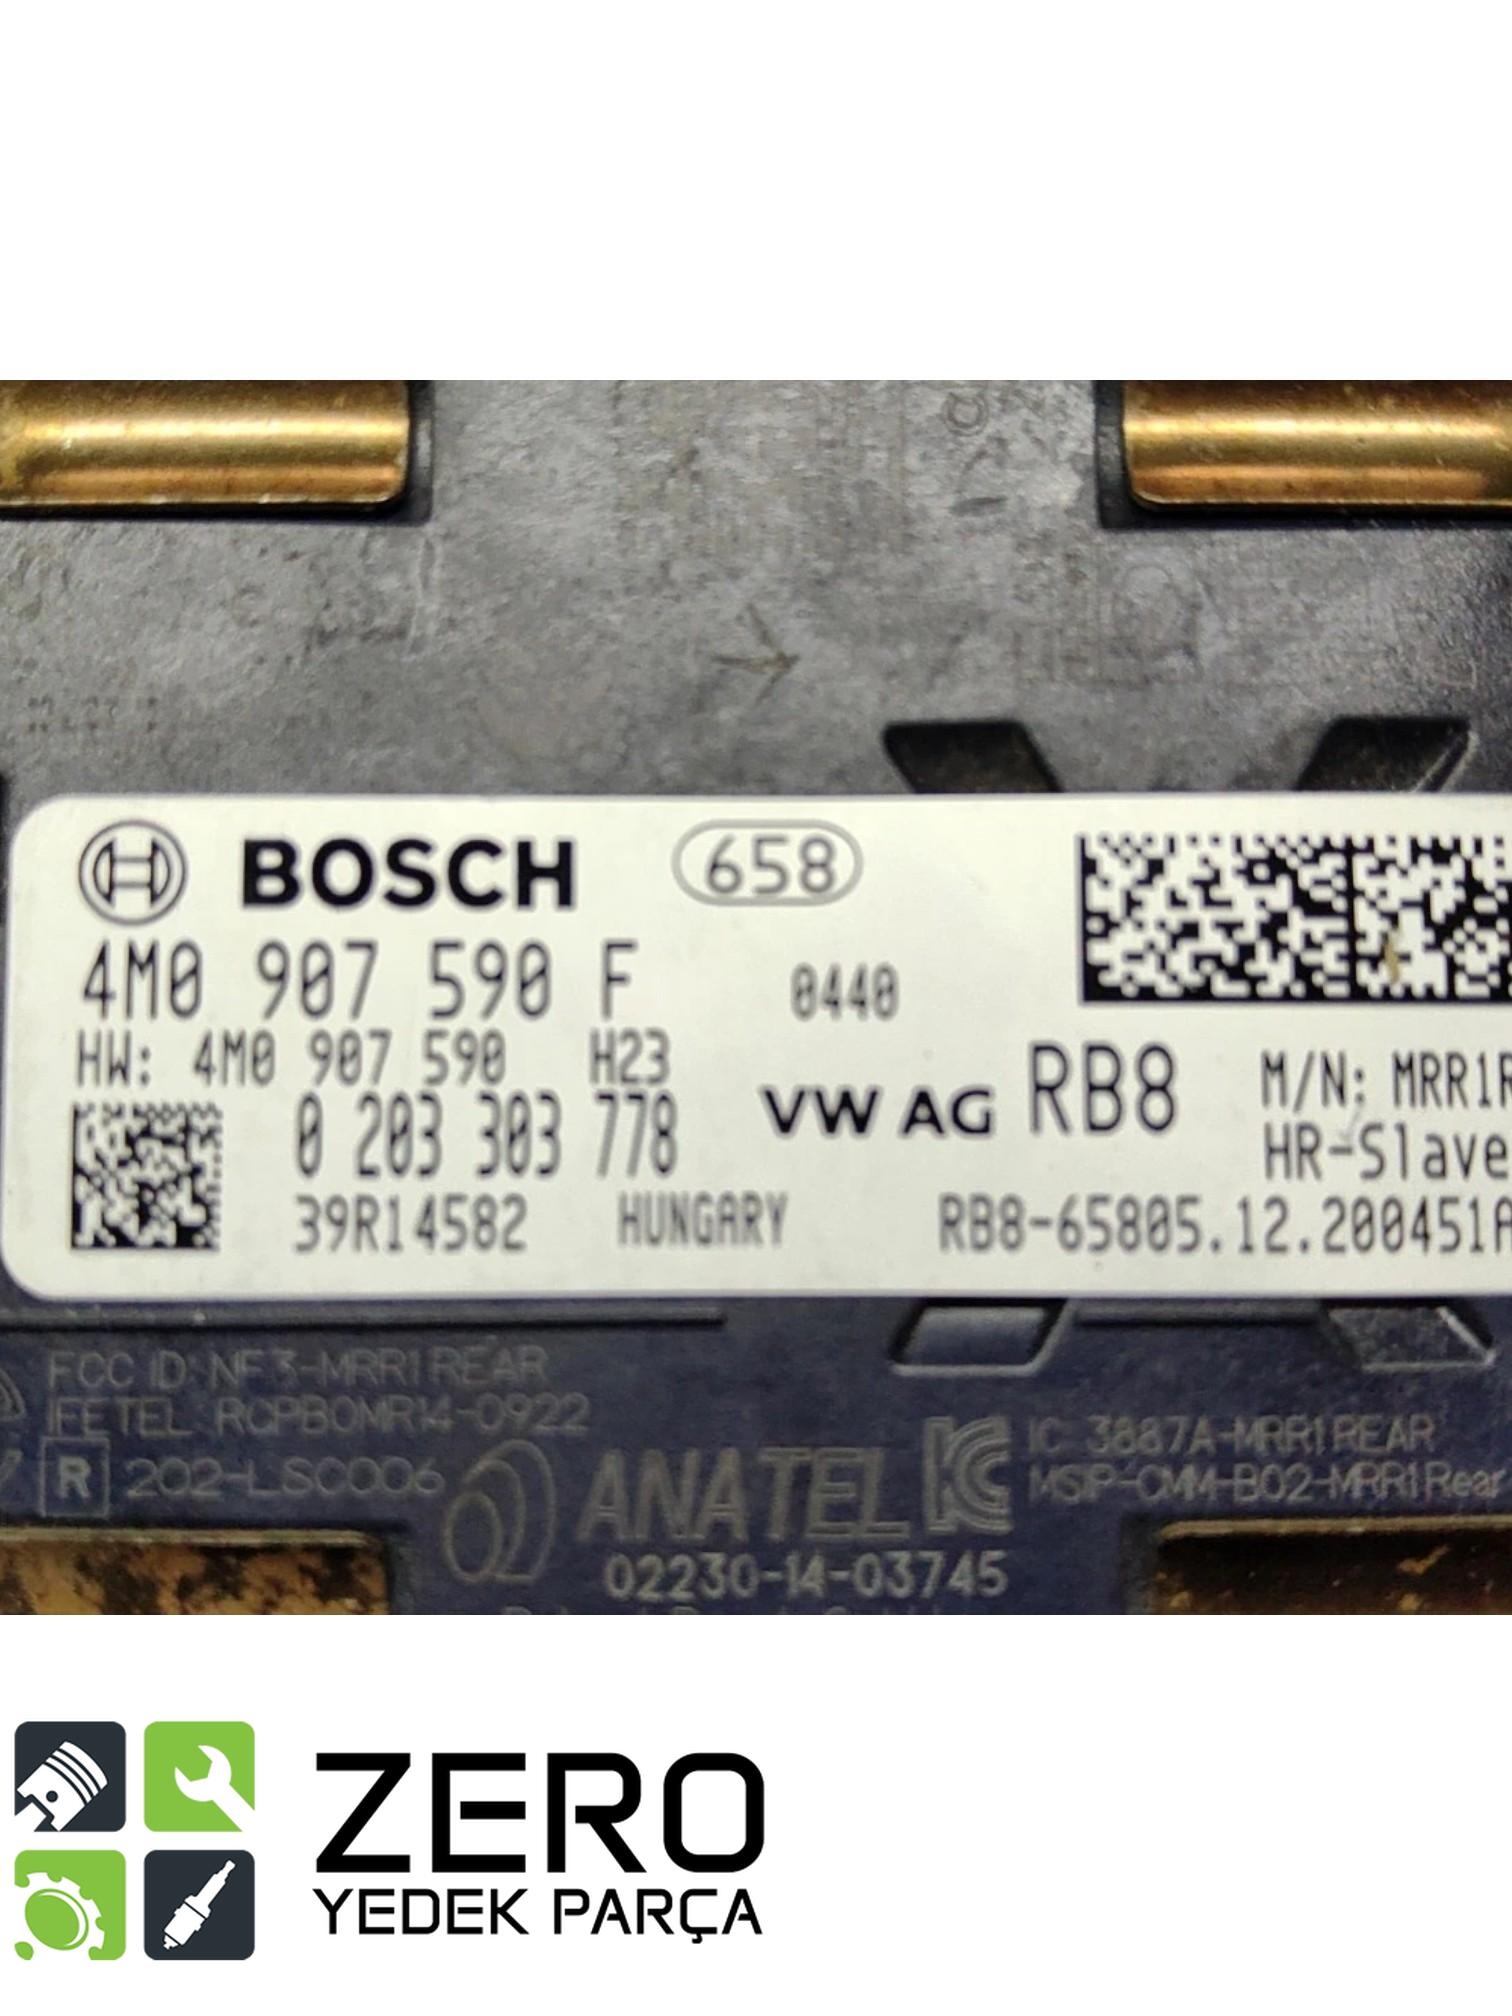 BOSCH 658
4M0 907 590 F 0440
HW: 4M0 907 590 H23
0 203 303 778 VW AG RB8 M/N: MRR1R
HR-Slave
39R14582 HUNGARY RB8-65805.12.200451A
FCC ID: NF3-MRR1REAR
IFETEL: RCPBOMR14-0922
R 202-LSC006
ANATEL
02230-14-03745
IC 3887A-MRR1REAR
MSIP-CMM-B02-MRR1Rear
ZERO
YEDEK PARÇA